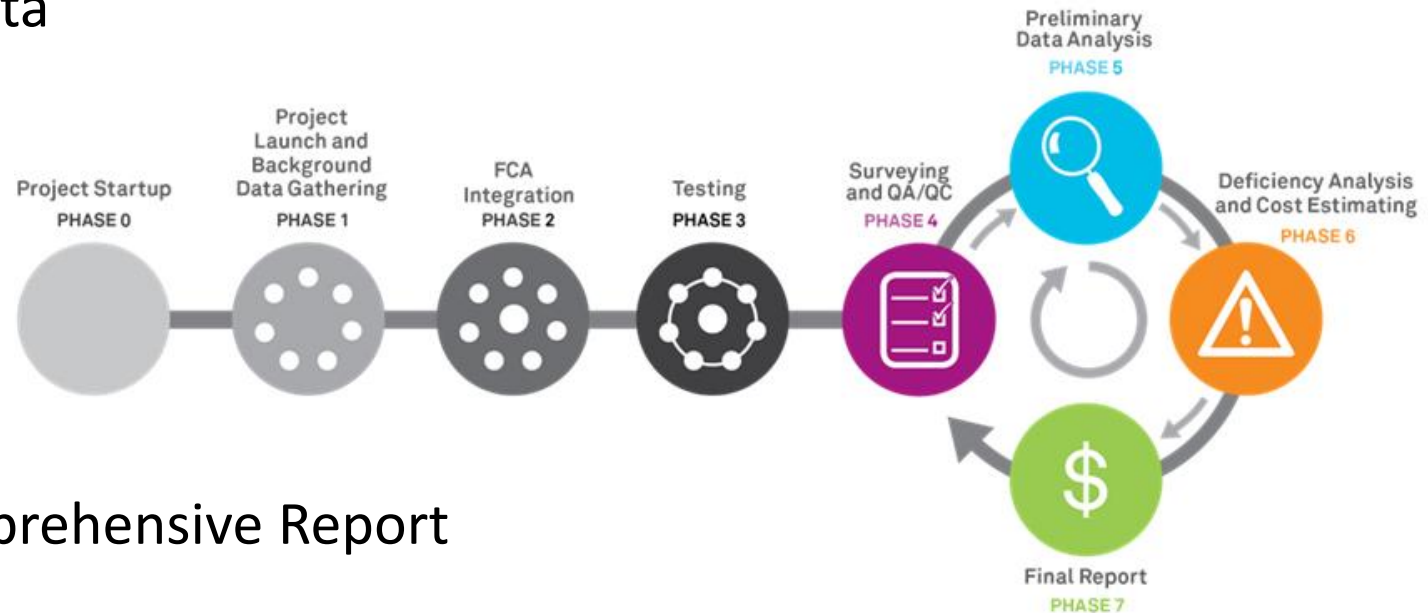 Project Startup
PHASE 0
Project
Launch and
Background
Data Gathering
PHASE 1
FCA
Integration
PHASE 2
Testing
PHASE 3
Surveying
and QA/QC
PHASE 4
Preliminary
Data Analysis
PHASE 5
Deficiency Analysis
and Cost Estimating
PHASE 6
$
Final Report
PHASE 7
Report